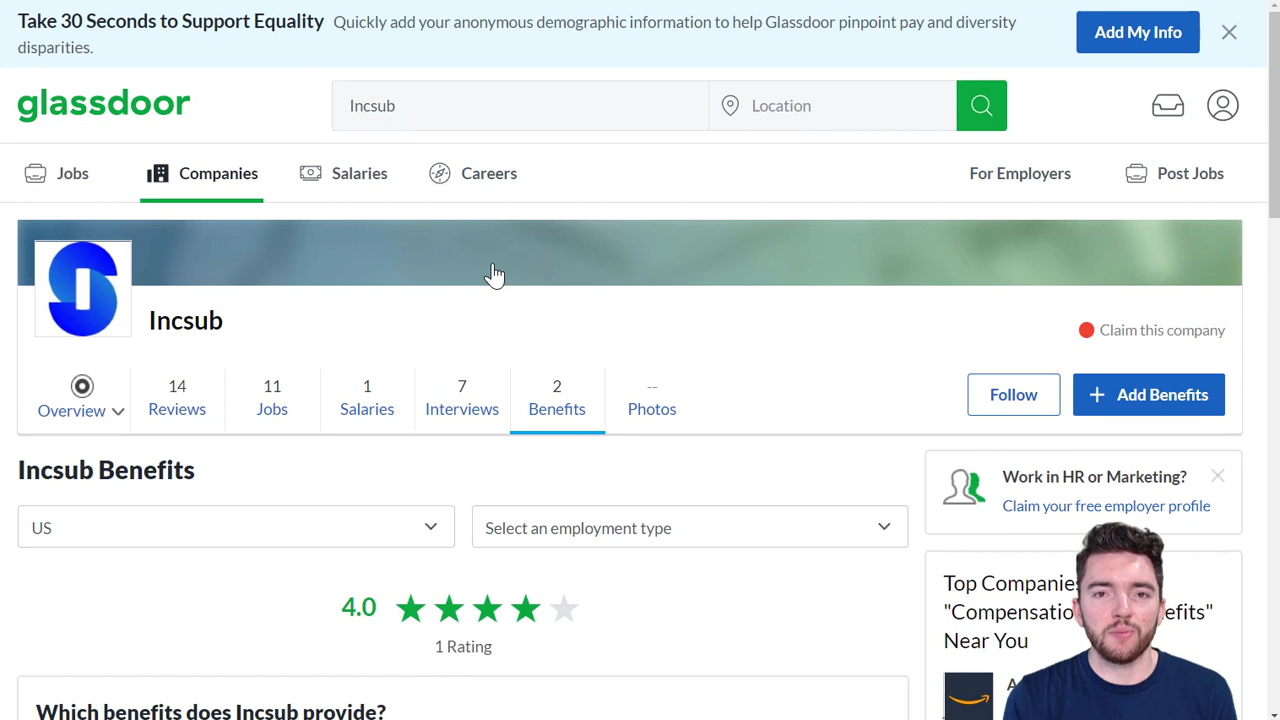 Take 30 Seconds to Support Equality Quickly add your anonymous demographic information to help Glassdoor pinpoint pay and diversity
disparities.
Add My Info
glassdoor
Incsub
Location
Jobs
Companies
Salaries
Careers
For Employers
Post Jobs
Incsub
Claim this company
Overview
14
Reviews
11
Jobs
1
Salaries
7
Interviews
2
Benefits
--
Photos
Follow
+ Add Benefits
Incsub Benefits
US
Select an employment type
4.0
1 Rating
Which benefits does Incsub provide?
Work in HR or Marketing?
Claim your free employer profile
Top Companies
"Compensatio efits"
Near You